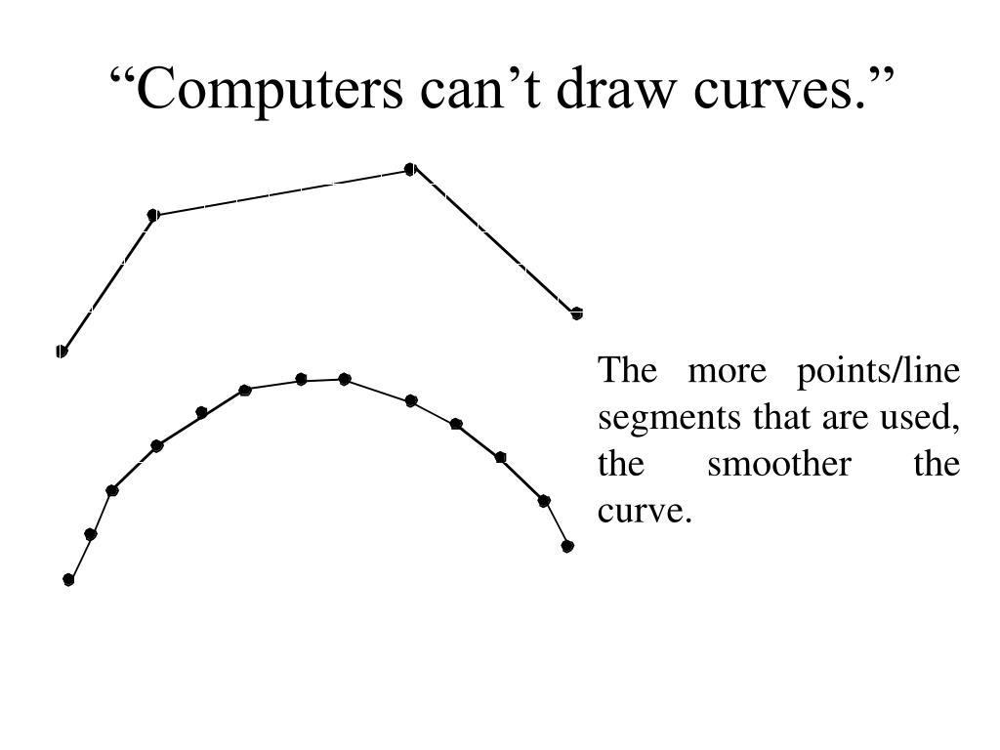 “Computers can’t draw curves.”
The more points/line
segments that are used,
the smoother the
curve.